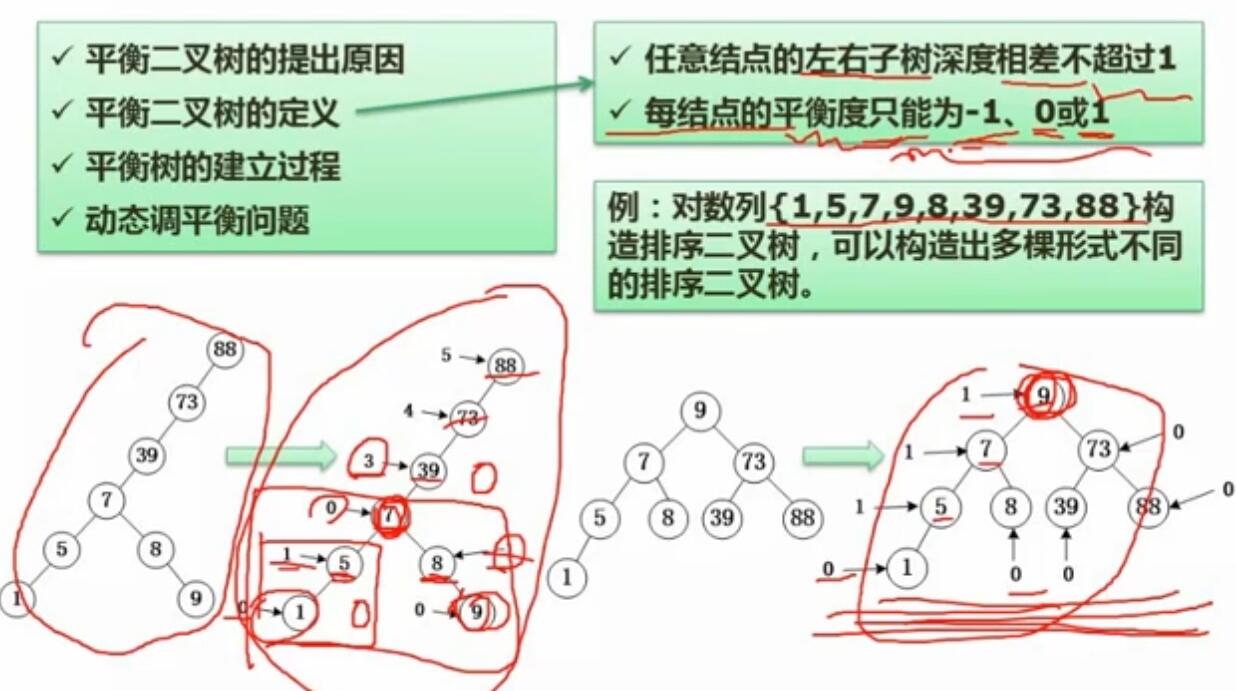 ✓ 平衡二叉树的提出原因
✓ 平衡二叉树的定义
✓ 平衡树的建立过程
✓ 动态调平衡问题
✓ 任意结点的左右子树深度相差不超过1
✓ 每结点的平衡度只能为-1、0或1
例：对数列{1,5,7,9,8,39,73,88}构
造排序二叉树，可以构造出多棵形式不同
的排序二叉树。
88
73
39
7
5 8
1 9
5 88
4 73
3 39 0
0 7
1 5 8
0 1 0 0 9
9
7 73
5 8 39 88
1
1 9
1 7 73 0
1 5 8 39 88 0
0 1 0 0